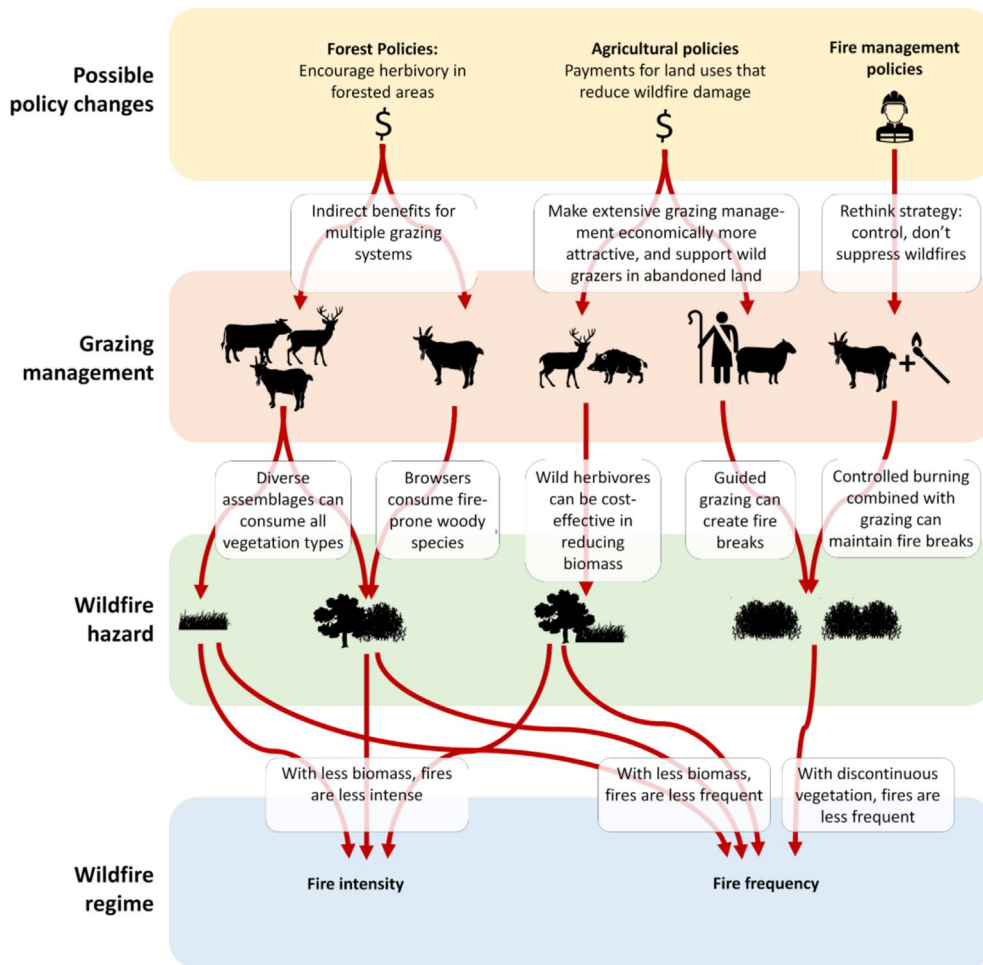 Possible
policy changes
Forest Policies:
Encourage herbivory in
forested areas
$
Agricultural policies
Payments for land uses that
reduce wildfire damage
$
Fire management
policies
Indirect benefits for
multiple grazing
systems
Make extensive grazing manage-
ment economically more
attractive, and support wild
grazers in abandoned land
Rethink strategy:
control, don't
suppress wildfires
Grazing
management
+
Diverse
assemblages can
consume all
vegetation types
Browsers
consume fire-
prone woody
species
Wild herbivores
can be cost-
effective in
reducing
biomass
Guided
grazing can
create fire
breaks
Controlled burning
combined with
grazing can
maintain fire breaks
Wildfire
hazard
With less biomass, fires
are less intense
With less biomass,
fires are less frequent
With discontinuous
vegetation, fires are
less frequent
Wildfire
regime
Fire intensity
Fire frequency